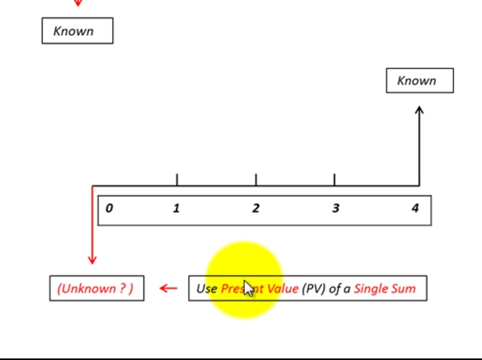 Known
Known
0 1 2 3 4
(Unknown ? )
Use Present Value (PV) of a Single Sum